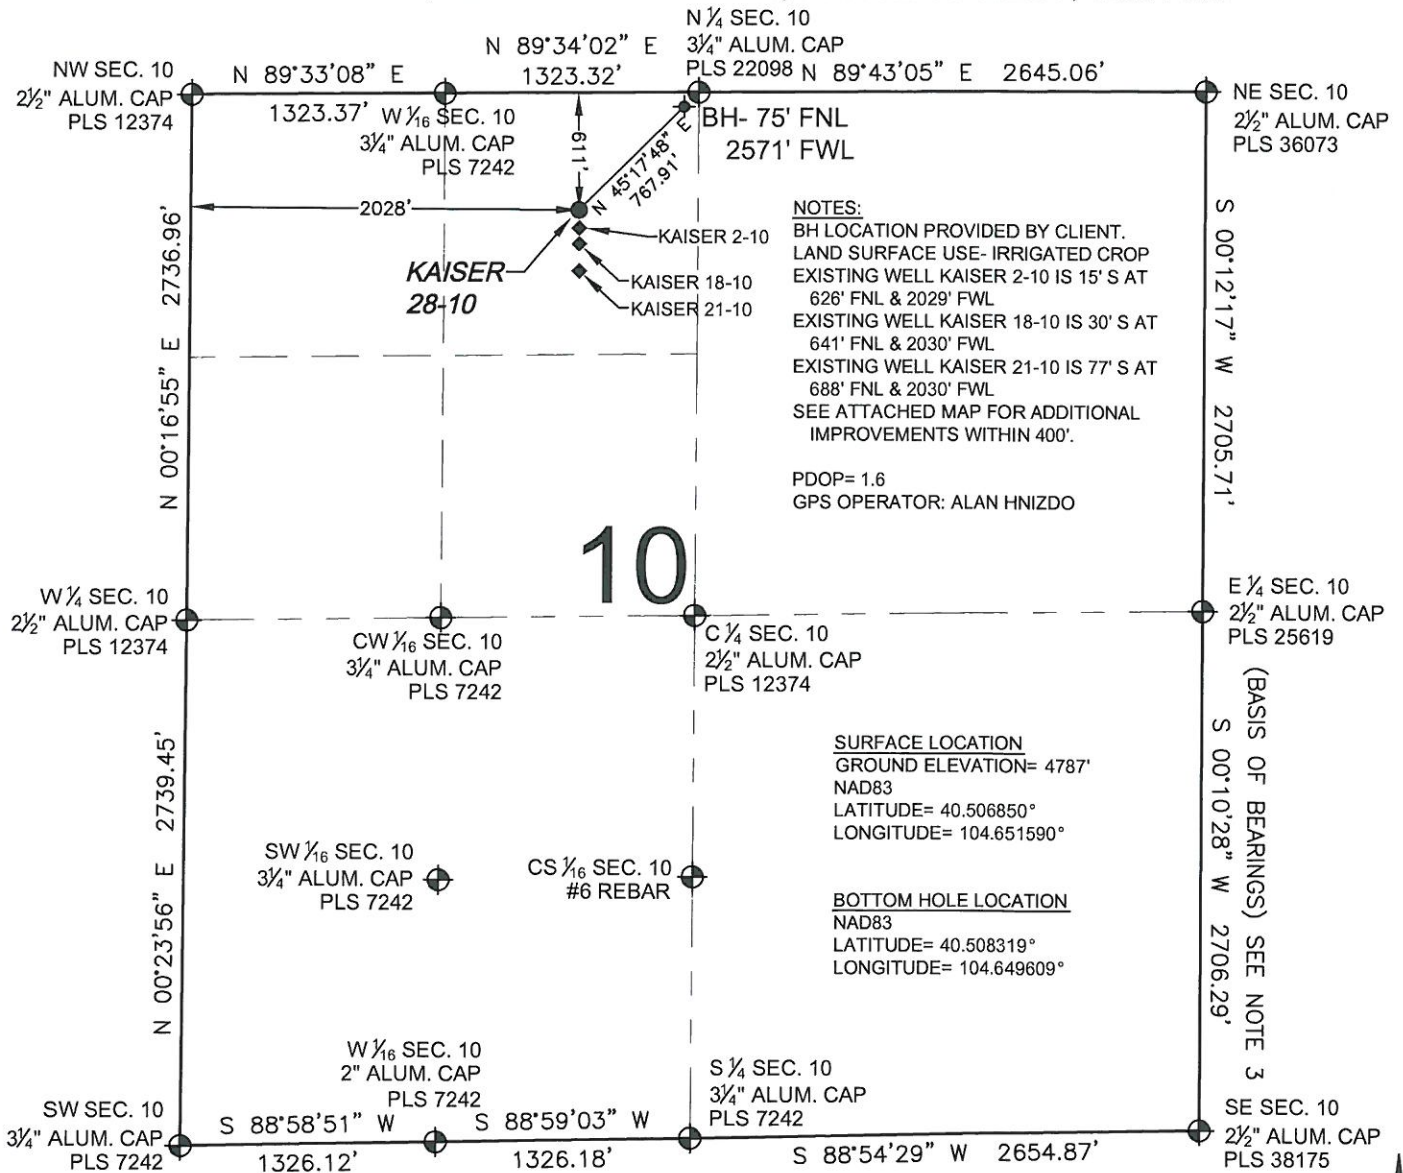 N ¼ SEC. 10
3¼" ALUM. CAP
PLS 22098
N 89°34'02" E
1323.32'
NW SEC. 10
2½" ALUM. CAP
PLS 12374
N 89°33'08" E
1323.37'
W 1⁄16 SEC. 10
3¼" ALUM. CAP
PLS 7242
N 89°43'05" E 2645.06'
NE SEC. 10
2½" ALUM. CAP
PLS 36073
BH- 75' FNL
2571' FWL
611'
N 45°17'48" E
767.91'
2028'
KAISER
28-10
KAISER 2-10
KAISER 18-10
KAISER 21-10
NOTES:
BH LOCATION PROVIDED BY CLIENT.
LAND SURFACE USE- IRRIGATED CROP
EXISTING WELL KAISER 2-10 IS 15' S AT
626' FNL & 2029' FWL
EXISTING WELL KAISER 18-10 IS 30' S AT
641' FNL & 2030' FWL
EXISTING WELL KAISER 21-10 IS 77' S AT
688' FNL & 2030' FWL
SEE ATTACHED MAP FOR ADDITIONAL
IMPROVEMENTS WITHIN 400'.
PDOP= 1.6
GPS OPERATOR: ALAN HNIZDO
N 00°16'55" E 2736.96'
S 00°12'17" W 2705.71'
10
W ¼ SEC. 10
2½" ALUM. CAP
PLS 12374
CW 1⁄16 SEC. 10
3¼" ALUM. CAP
PLS 7242
C ¼ SEC. 10
2½" ALUM. CAP
PLS 12374
E ¼ SEC. 10
2½" ALUM. CAP
PLS 25619
N 00°23'56" E 2739.45'
S 00°10'28" W 2706.29'
(BASIS OF BEARINGS) SEE NOTE 3
SURFACE LOCATION
GROUND ELEVATION= 4787'
NAD83
LATITUDE= 40.506850°
LONGITUDE= 104.651590°
BOTTOM HOLE LOCATION
NAD83
LATITUDE= 40.508319°
LONGITUDE= 104.649609°
SW 1⁄16 SEC. 10
3¼" ALUM. CAP
PLS 7242
CS 1⁄16 SEC. 10
#6 REBAR
W 1⁄16 SEC. 10
2" ALUM. CAP
PLS 7242
S ¼ SEC. 10
3¼" ALUM. CAP
PLS 7242
SW SEC. 10
3¼" ALUM. CAP
PLS 7242
S 88°58'51" W
1326.12'
S 88°59'03" W
1326.18'
S 88°54'29" W 2654.87'
SE SEC. 10
2½" ALUM. CAP
PLS 38175